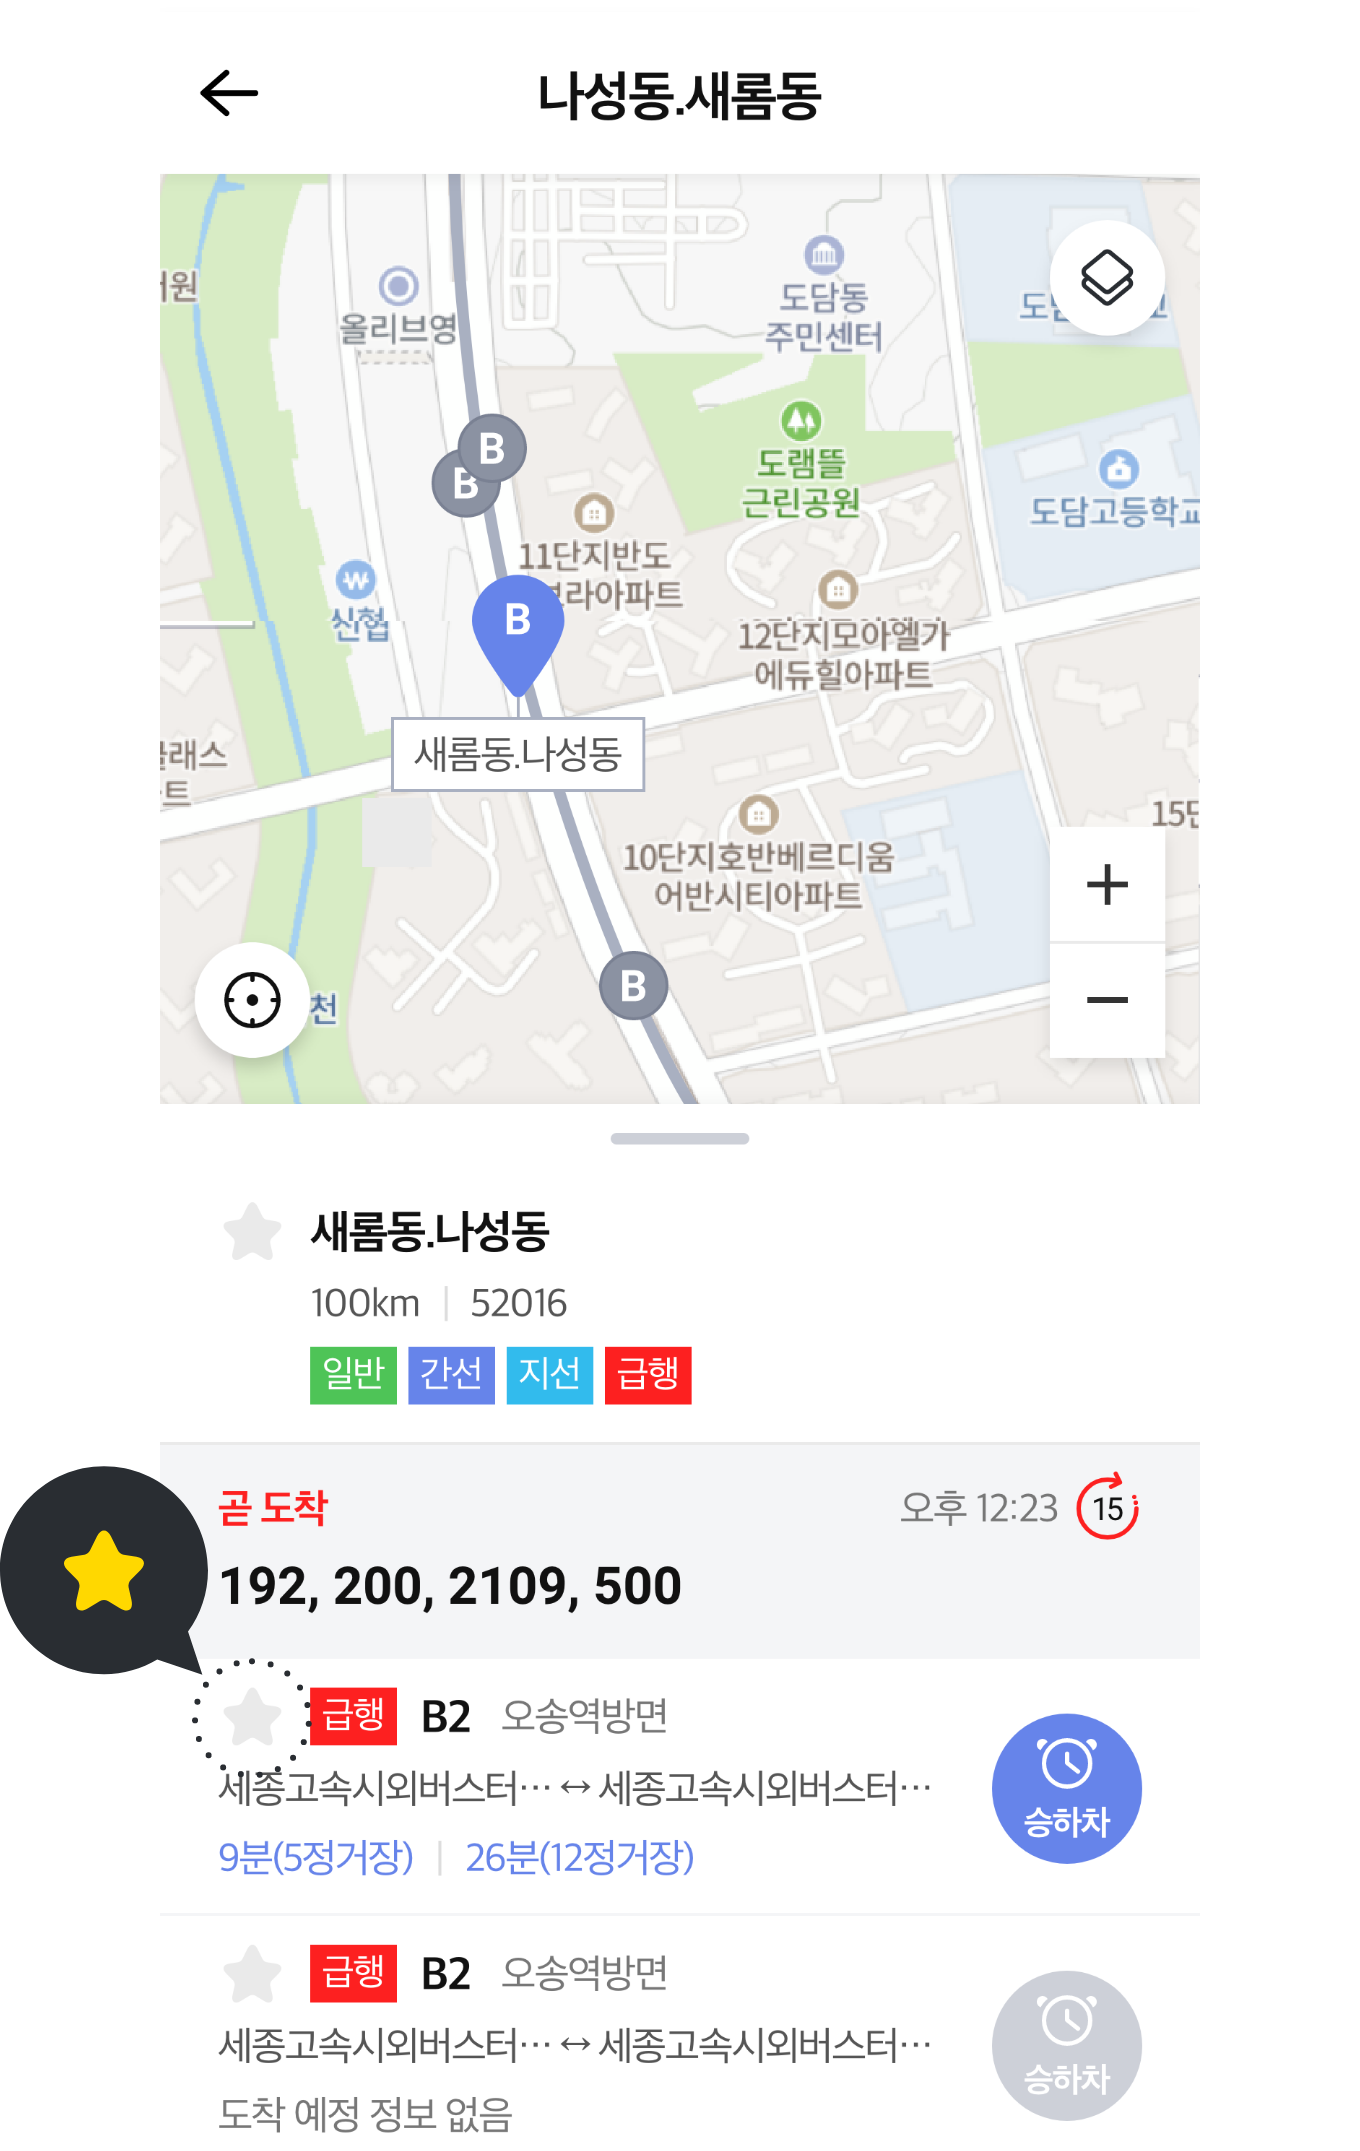 나성동.새롬동
도담동
주민센터
올리브영
B
B
도램뜰
근린공원
도담고등학교
11단지반도
라아파트
신협
B
12단지모아엘가
에듀힐아파트
새롬동.나성동
래스
트
15단
10단지호반베르디움
어반시티아파트
B
천
새롬동.나성동
100km | 52016
일반 간선 지선 급행
곧 도착 오후 12:23 15
192, 200, 2109, 500
급행 B2 오송역방면
세종고속시외버스터··· ↔ 세종고속시외버스터···
승하차
9분(5정거장) | 26분(12정거장)
급행 B2 오송역방면
세종고속시외버스터··· ↔ 세종고속시외버스터···
승하차
도착 예정 정보 없음